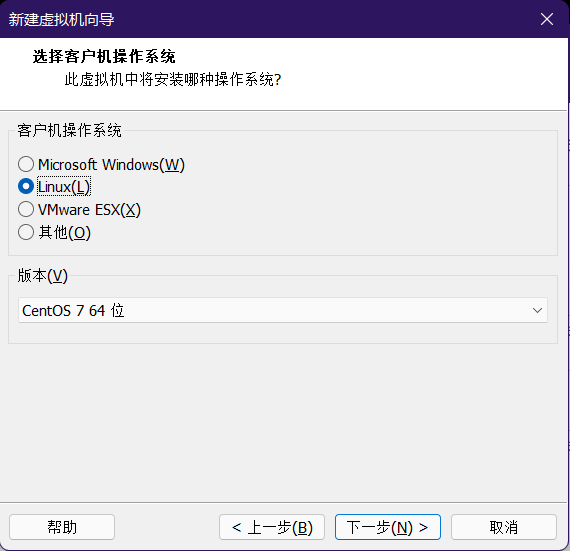 新建虚拟机向导
选择客户机操作系统
此虚拟机中将安装哪种操作系统?
客户机操作系统
Microsoft Windows(W)
Linux(L)
VMware ESX(X)
其他(O)
版本(V)
CentOS 7 64 位
帮助
< 上一步(B)
下一步(N) >
取消